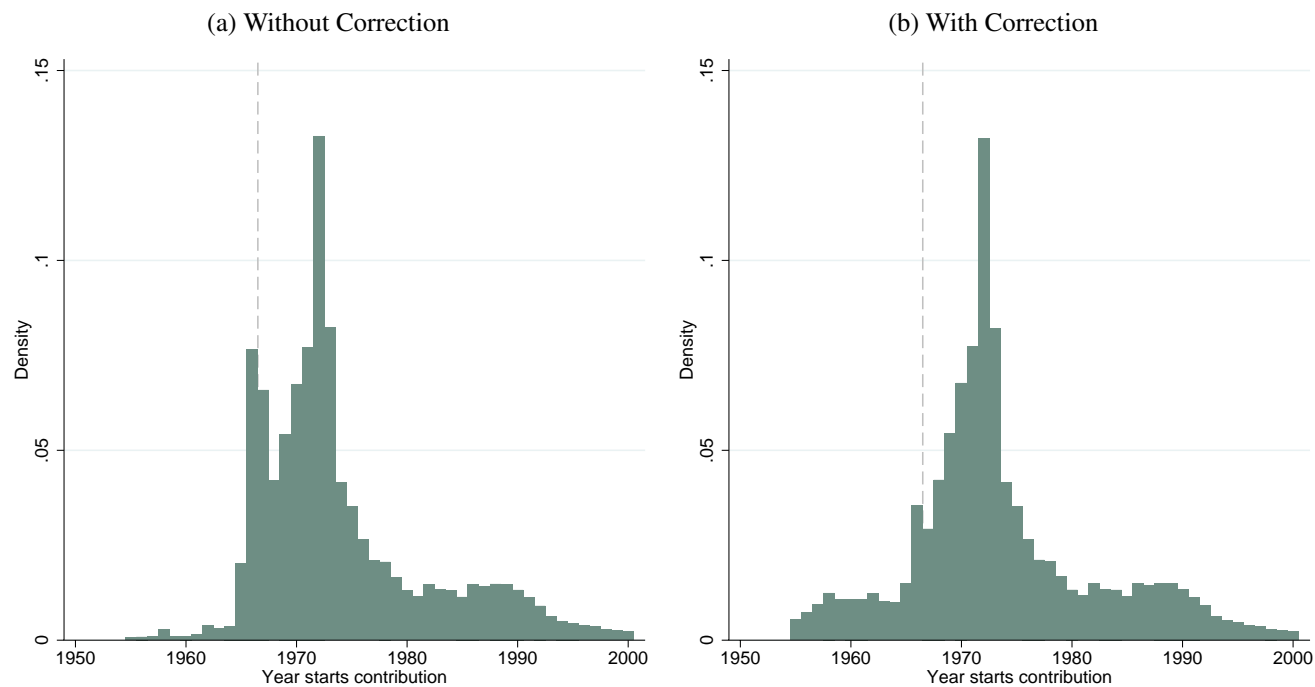 (a) Without Correction
.15
.1
.05
0
Density
1950 1960 1970 1980 1990 2000
Year starts contribution
(b) With Correction
.15
.1
.05
0
Density
1950 1960 1970 1980 1990 2000
Year starts contribution